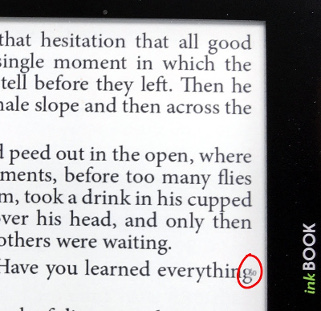 that hesitation that all good
single moment in which the
tell before they left. Then he
nale slope and then across the
d peed out in the open, where
ments, before too many flies
m, took a drink in his cupped
over his head, and only then
others were waiting.
Have you learned everything
inkBOOK